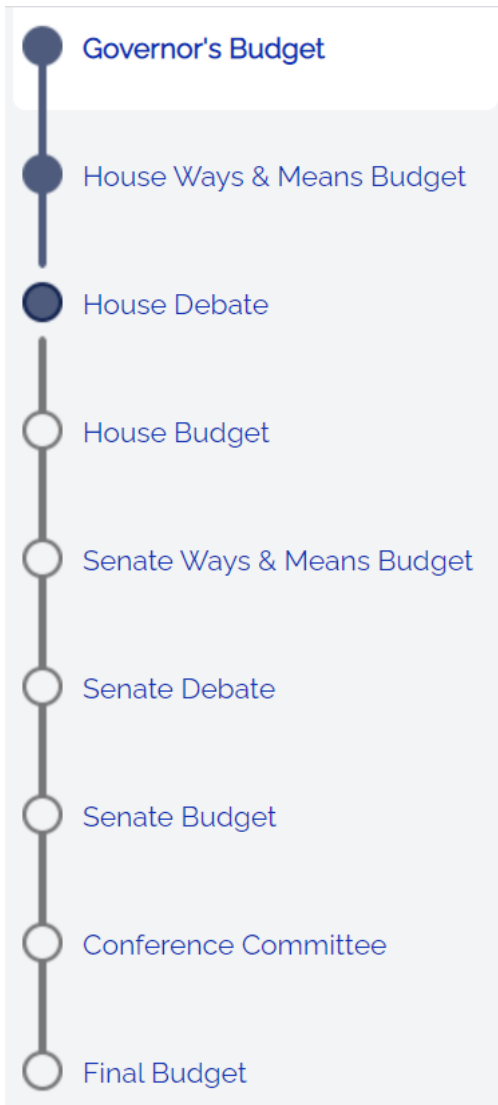 Governor's Budget
House Ways & Means Budget
House Debate
House Budget
Senate Ways & Means Budget
Senate Debate
Senate Budget
Conference Committee
Final Budget